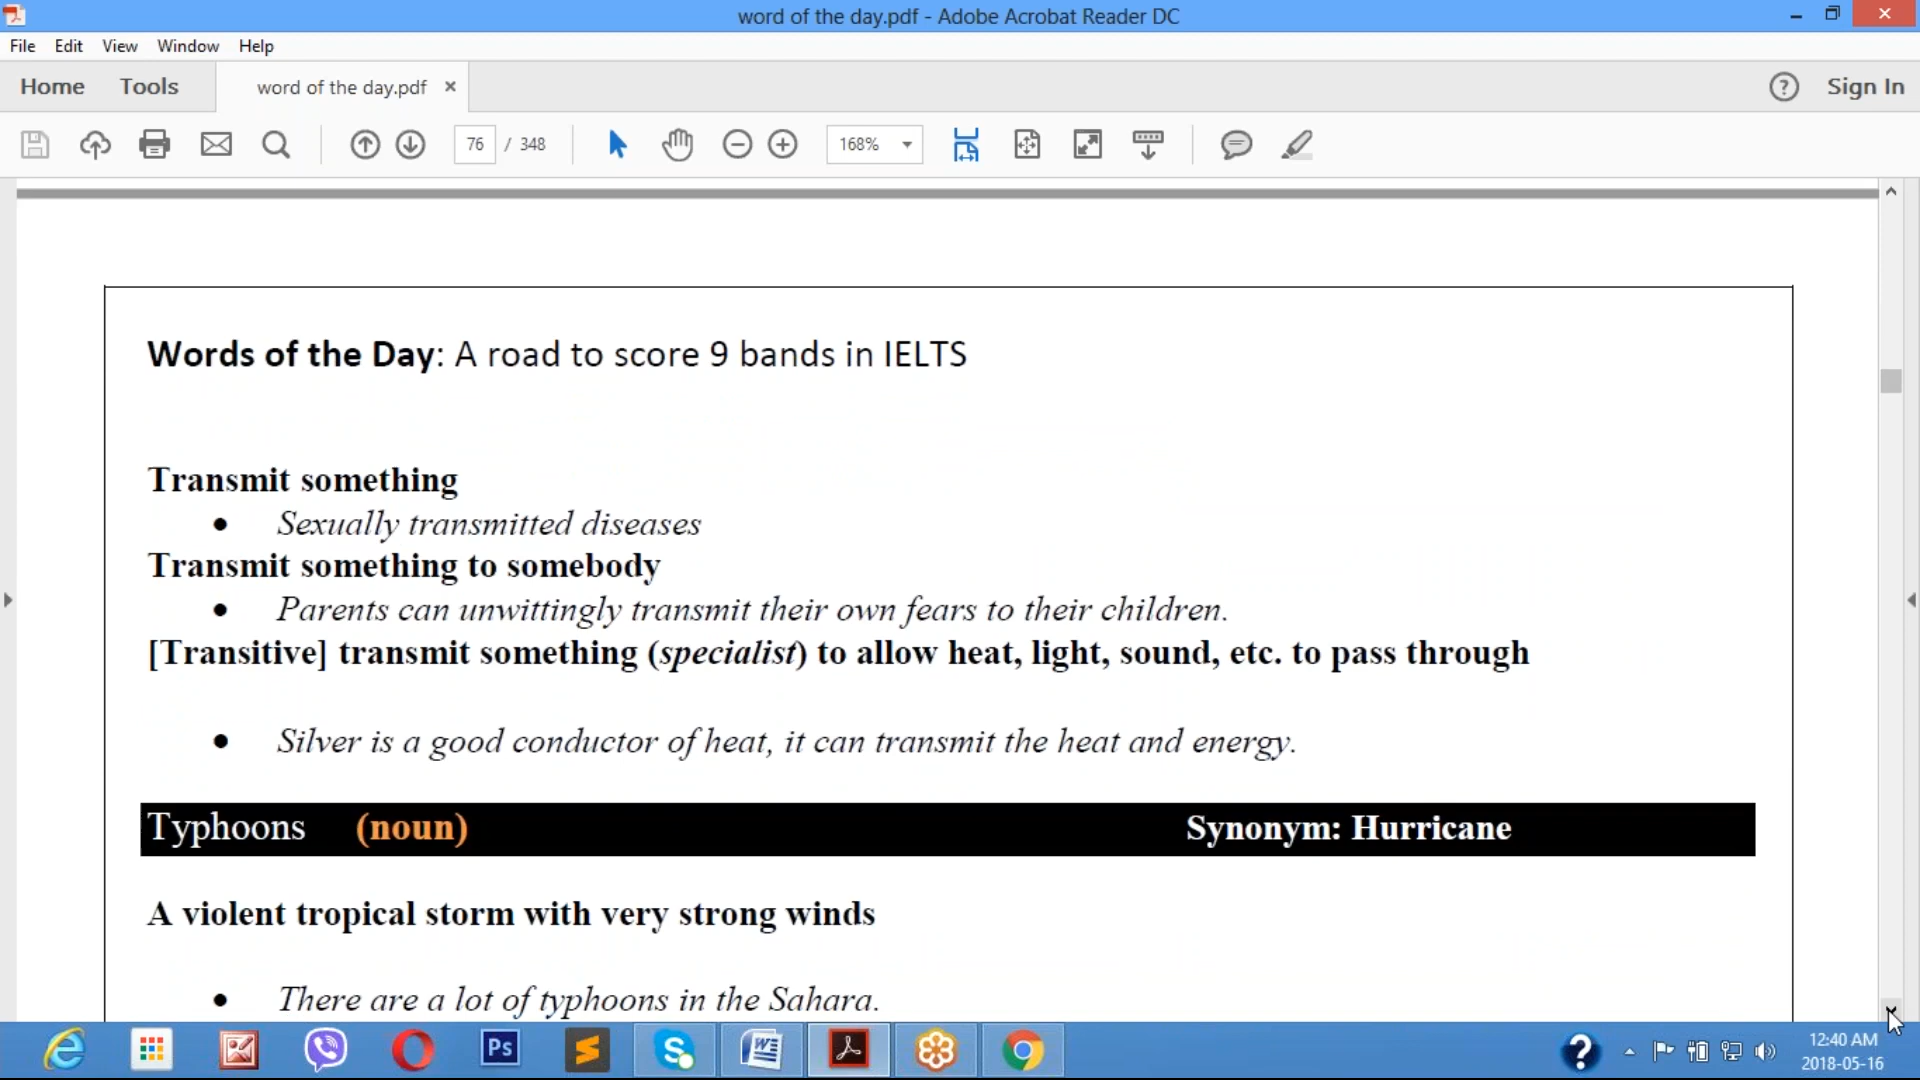 word of the day.pdf - Adobe Acrobat Reader DC
File Edit View Window Help
Home Tools word of the day.pdf × Sign In
76 / 348 168%
Words of the Day: A road to score 9 bands in IELTS
Transmit something
• Sexually transmitted diseases
Transmit something to somebody
• Parents can unwittingly transmit their own fears to their children.
[Transitive] transmit something (specialist) to allow heat, light, sound, etc. to pass through
• Silver is a good conductor of heat, it can transmit the heat and energy.
Typhoons (noun) Synonym: Hurricane
A violent tropical storm with very strong winds
• There are a lot of typhoons in the Sahara.
Ps
12:40 AM
2018-05-16